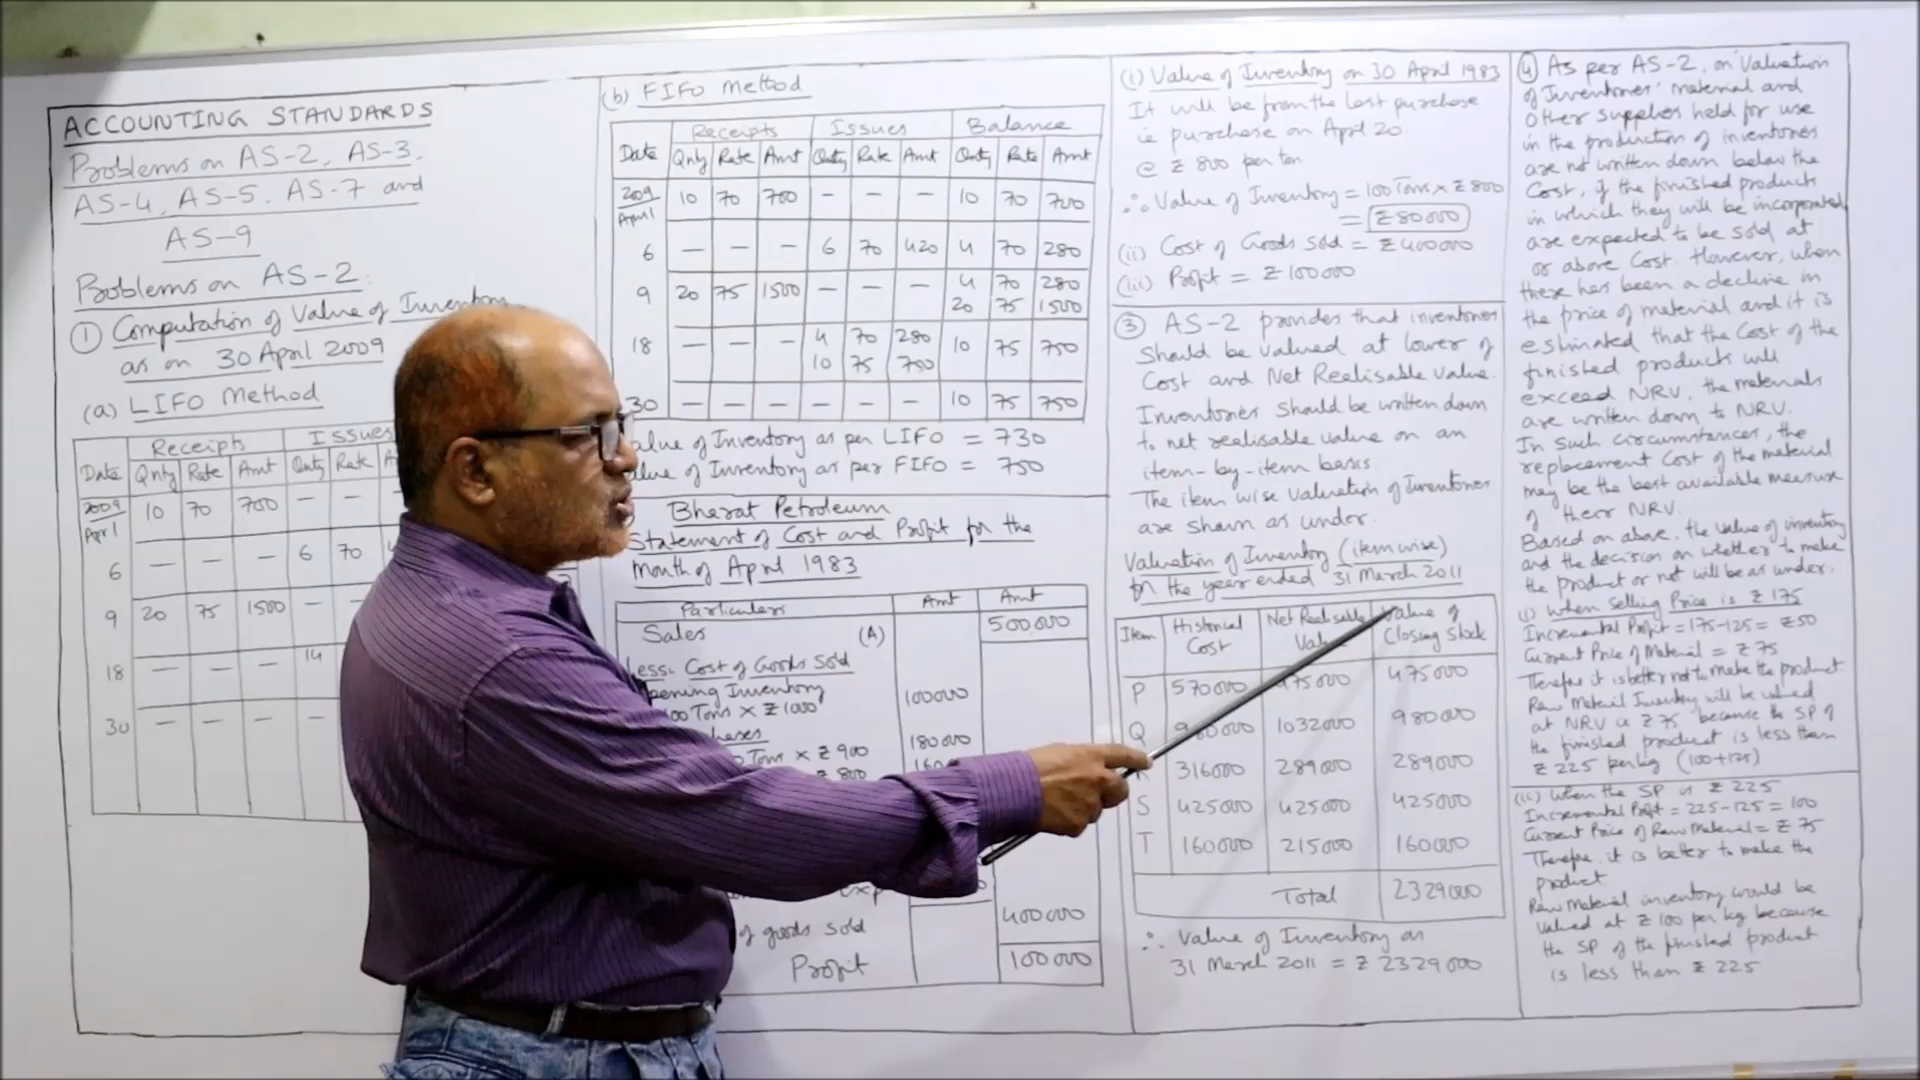 ACCOUNTING STANDARDS
Problems on AS-2, AS-3,
AS-4, AS-5, AS-7 and
AS-9
Problems on AS-2:
① Computation of Value of Inventory
as on 30 April 2009
(a) LIFO Method
Receipts Issues
Date Qnty Rate Amt Qnty Rate
2009 April 1 10 70 700 — —
6 — — — 6 70
9 20 75 1500 — —
18 — — — 14
30 — — — —
(b) FIFO Method
Receipts Issues Balance
Date Qnty Rate Amt Qnty Rate Amt Qnty Rate Amt
2009 April 1 10 70 700 — — — 10 70 700
6 — — — 6 70 420 4 70 280
9 20 75 1500 — — — 4 70 280
20 75 1500
18 — — — 4 70 280 10 75 750
10 75 750
30 — — — — — — 10 75 750
Value of Inventory as per LIFO = 730
Value of Inventory as per FIFO = 750
Bharat Petroleum
Statement of Cost and Profit for the
Month of April 1983
Particulars Amt Amt
Sales (A) 500000
Less: Cost of Goods Sold
Opening Inventory
100 Tons × ₹1000 100000
Tons × ₹900 180000
₹ 800
of goods sold 400000
Profit 100000
(i) Value of Inventory on 30 April 1983
It will be from the last purchase
ie purchase on April 20
@ ₹ 800 per ton
∴ Value of Inventory = 100 Tons × ₹800
= ₹80000
(ii) Cost of Goods sold = ₹400000
(iii) Profit = ₹100000
③ AS-2 provides that inventories
should be valued at lower of
Cost and Net Realisable value.
Inventories should be written down
to net realisable value on an
item-by-item basis
The item wise valuation of Inventories
are shown as under.
Valuation of Inventory (item wise)
for the year ended 31 March 2011
Item Historical Cost Net Realisable Value Value of Closing Stock
P 570000 475000 475000
Q 980000 1032000 980000
R 316000 289000 289000
S 425000 425000 425000
T 160000 215000 160000
Total 2329000
∴ Value of Inventory as
31 March 2011 = ₹ 2329000
④ As per AS-2, on Valuation
of Inventories' material and
other supplies held for use
in the production of inventories
are not written down below the
Cost, if the finished products
in which they will be incorporated
are expected to be sold at
or above Cost. However, when
there has been a decline in
the price of material and it is
estimated that the Cost of the
finished products will
exceed NRV, the materials
are written down to NRV.
In such circumstances, the
replacement Cost of the material
may be the best available measure
of their NRV.
Based on above, the value of inventory
and the decision on whether to make
the product or not will be as under.
(i) When Selling Price is ₹ 175
Incremental Profit = 175-125 = ₹50
Current Price of Material = ₹ 75
Therefore it is better not to make the product.
Raw Material Inventory will be valued
at NRV ie ₹ 75 because the SP of
the finished product is less than
₹ 225 per kg (100+125)
(ii) When the SP is ₹ 225
Incremental Profit = 225-125 = 100
Current Price of Raw Material = ₹ 75
Therefore, it is better to make the
product.
Raw Material inventory would be
valued at ₹ 100 per kg because
the SP of the finished product
is less than ₹ 225